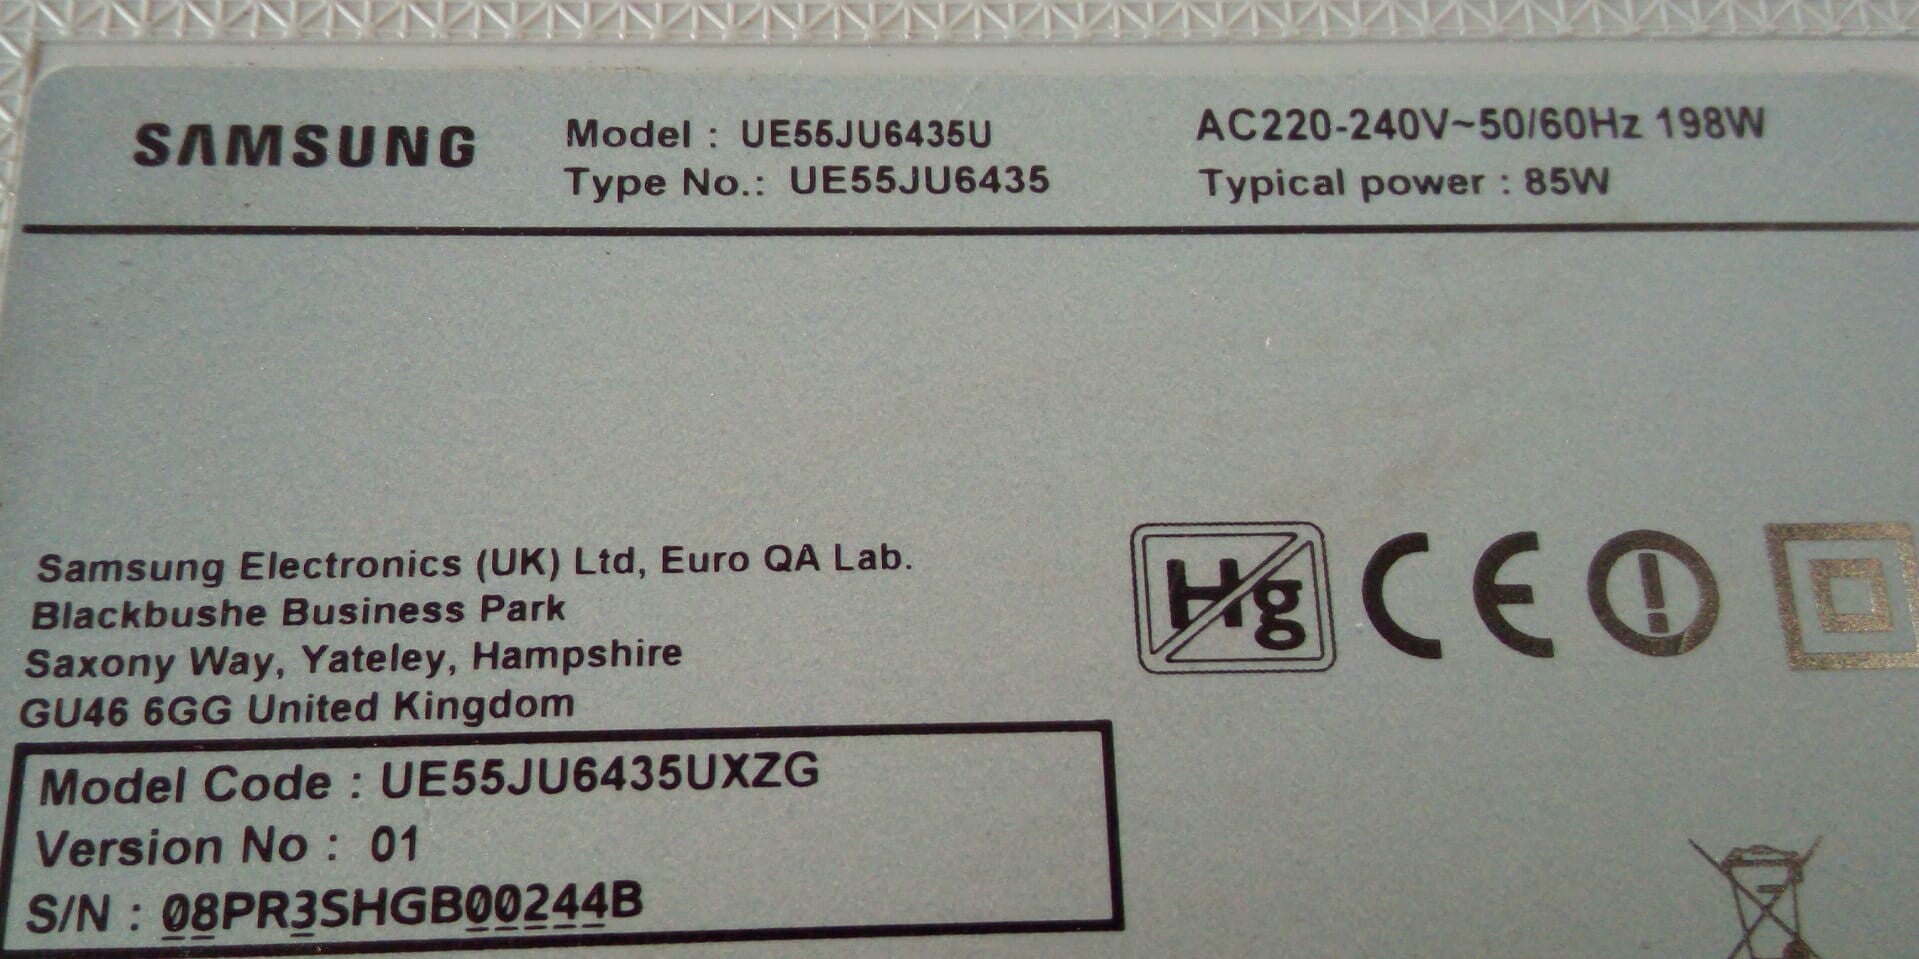 SAMSUNG
Model : UE55JU6435U
Type No.: UE55JU6435
AC220-240V~50/60Hz 198W
Typical power : 85W
Samsung Electronics (UK) Ltd, Euro QA Lab.
Blackbushe Business Park
Saxony Way, Yateley, Hampshire
GU46 6GG United Kingdom
Hg
CE
Model Code : UE55JU6435UXZG
Version No : 01
S/N : 08PR3SHGB00244B